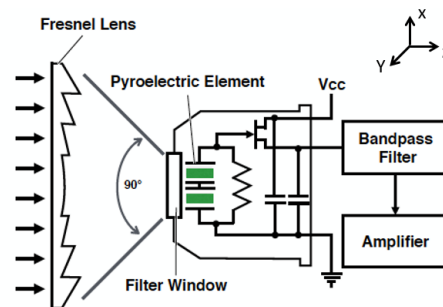 Fresnel Lens
X
Y
Pyroelectric Element
Vcc
90°
Bandpass
Filter
Amplifier
Filter Window